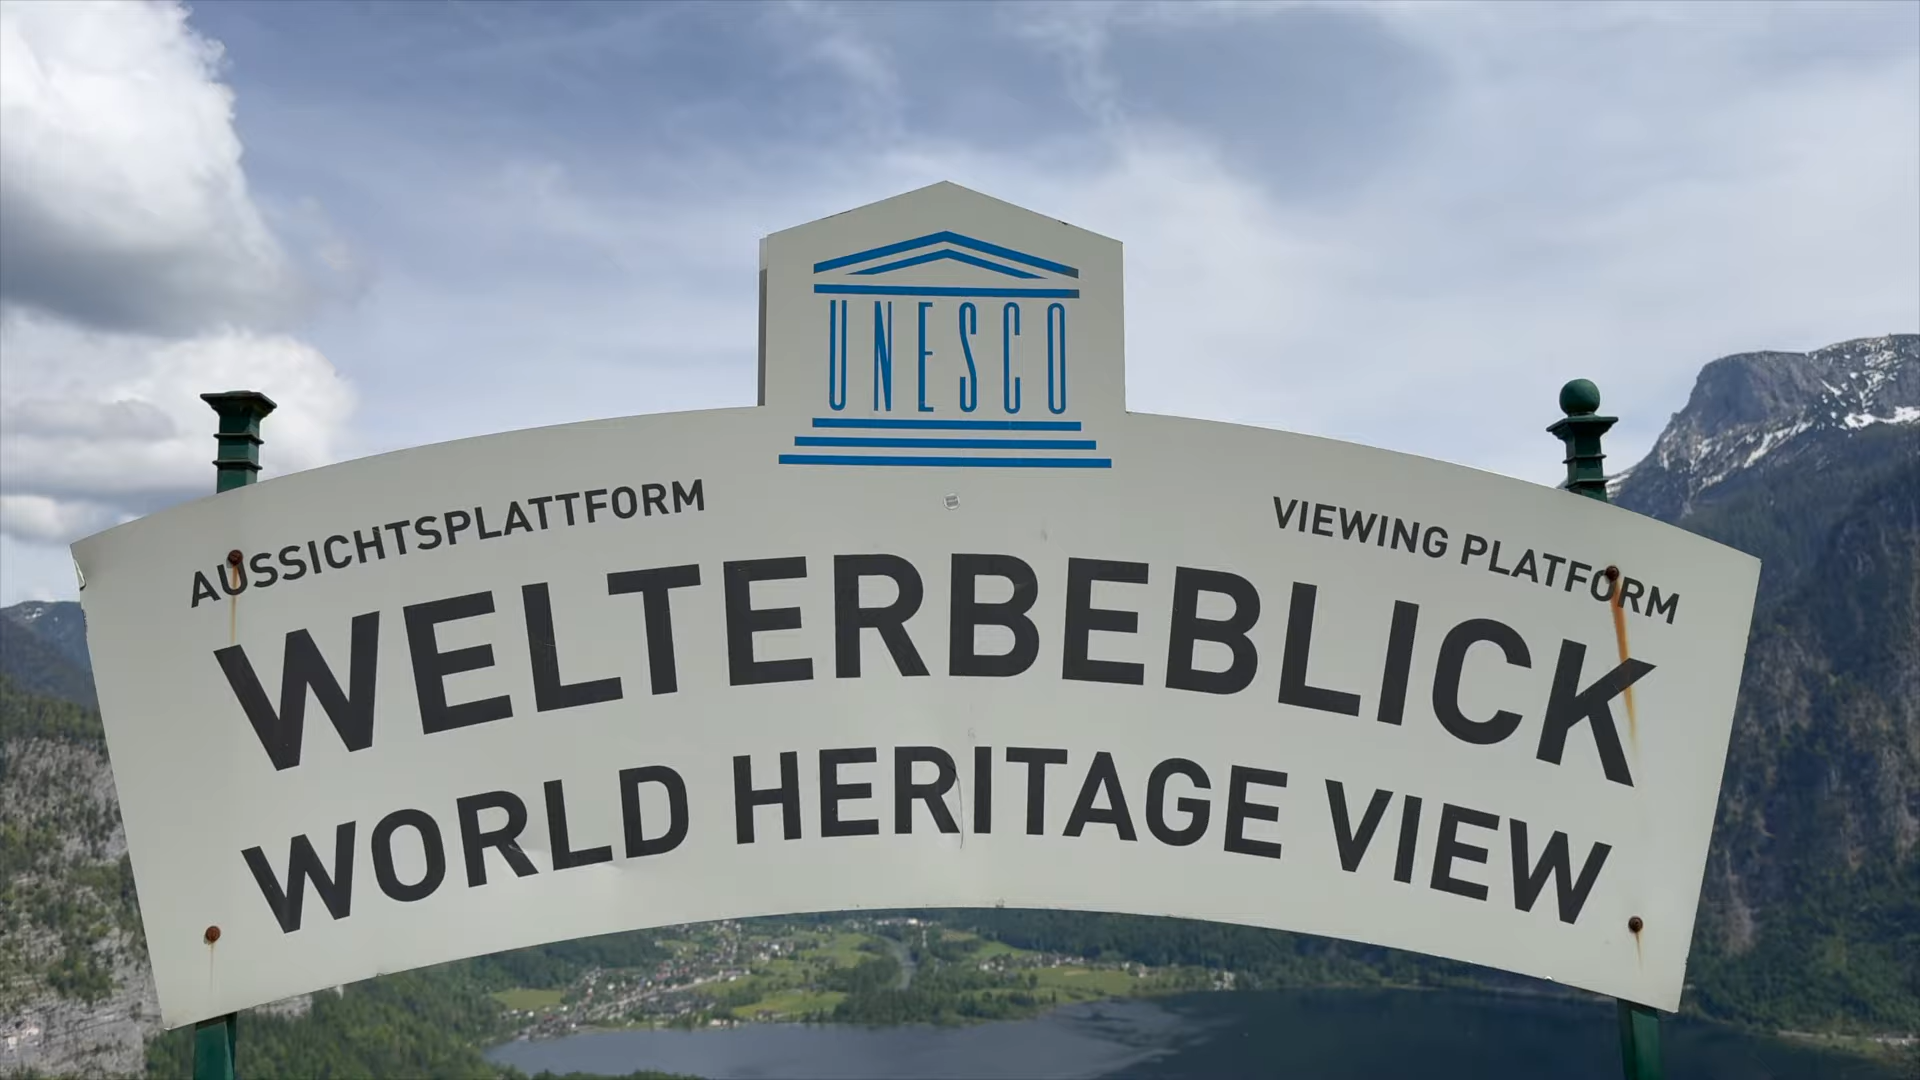 UNESCO
AUSSICHTSPLATTFORM
VIEWING PLATFORM
WELTERBEBLICK
WORLD HERITAGE VIEW